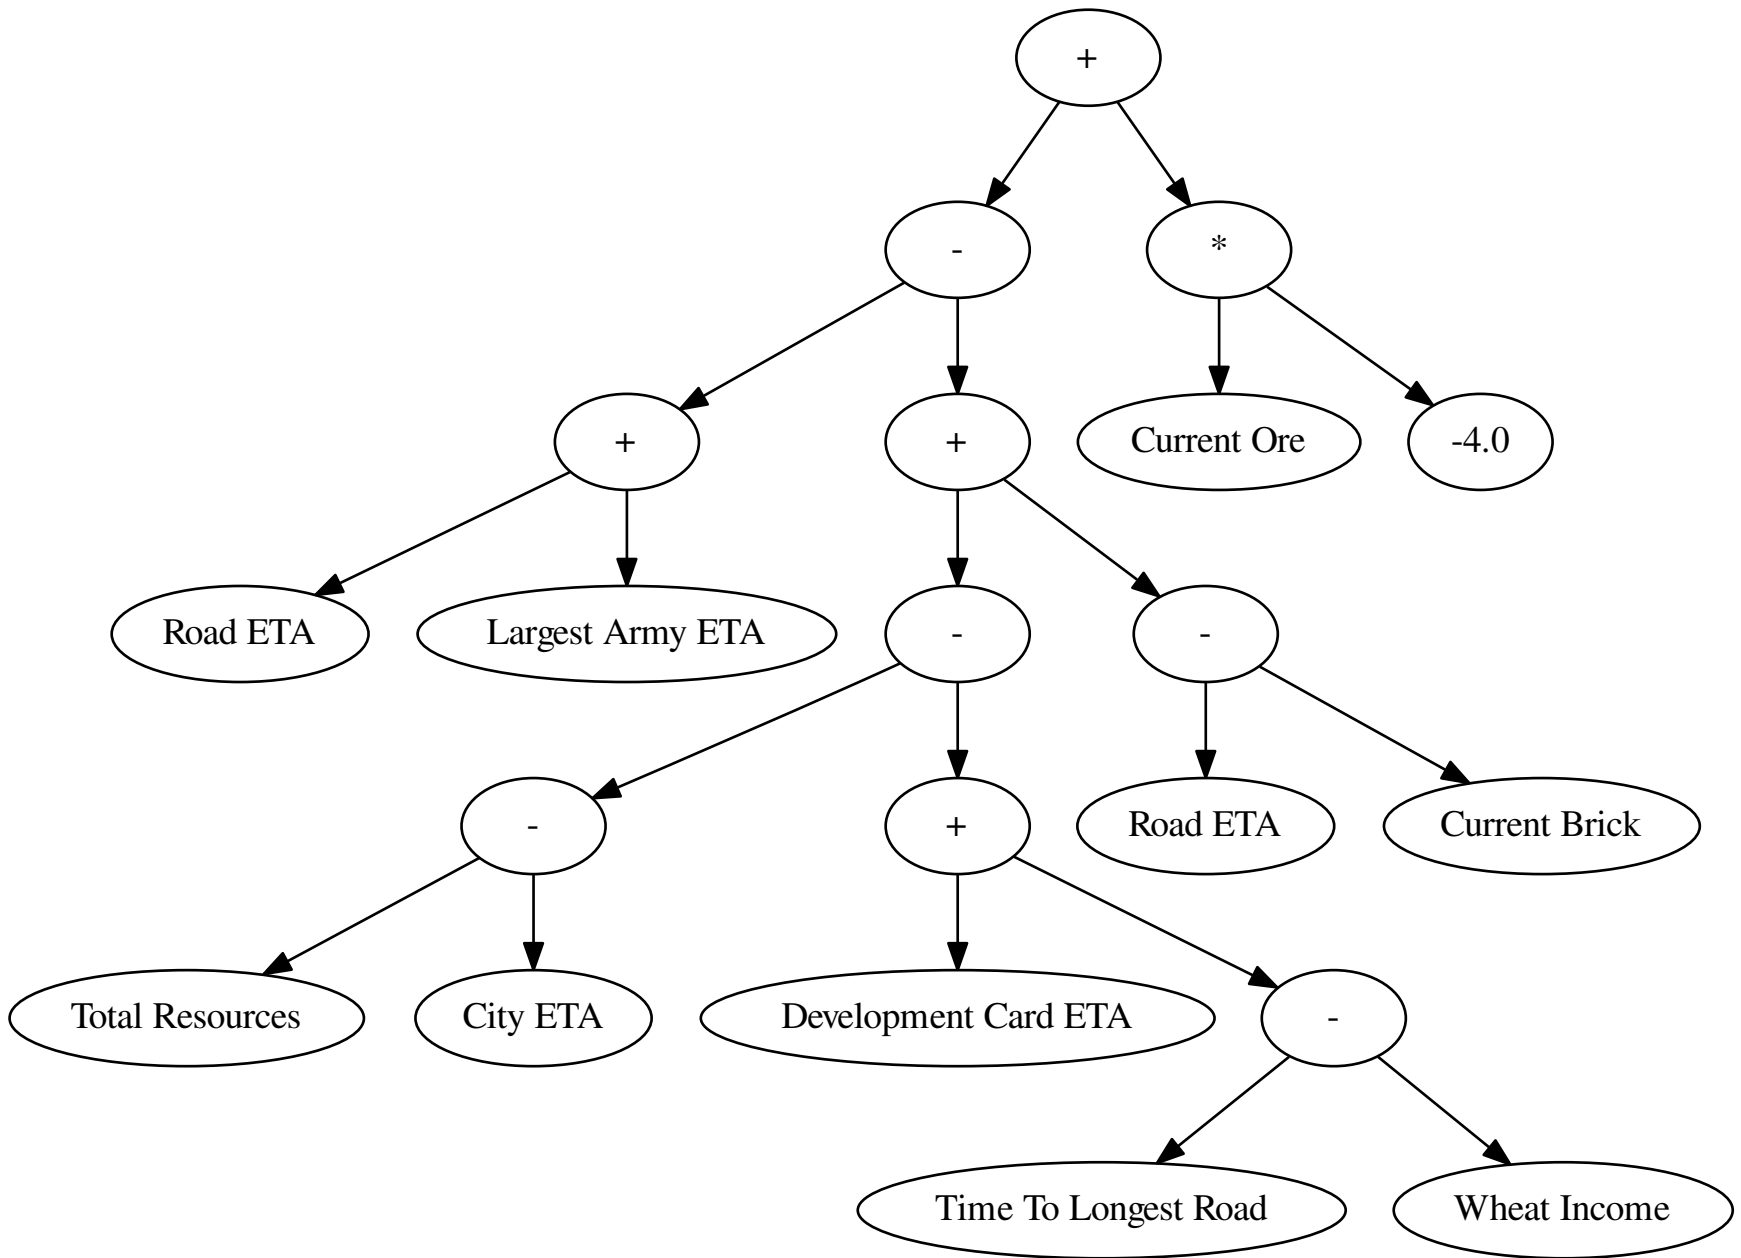 +
-
*
+
+
Current Ore
-4.0
Road ETA
Largest Army ETA
-
-
-
+
Road ETA
Current Brick
Total Resources
City ETA
Development Card ETA
-
Time To Longest Road
Wheat Income